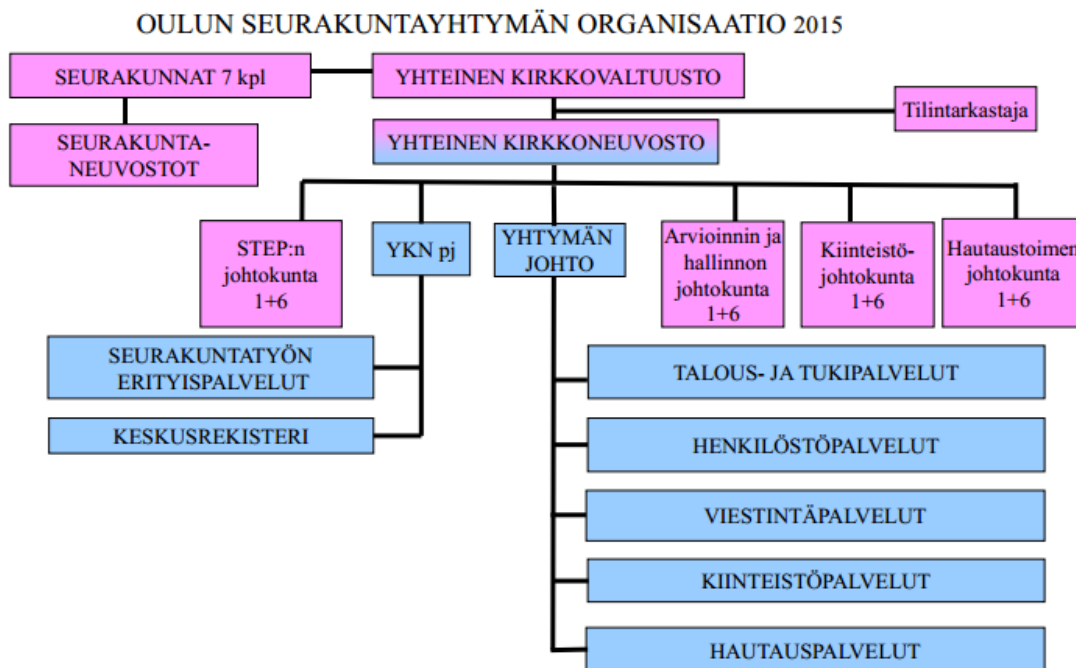 OULUN SEURAKUNTAYHTYMÄN ORGANISAATIO 2015
SEURAKUNNAT 7 kpl
YHTEINEN KIRKKOVALTUUSTO
Tilintarkastaja
SEURAKUNTA-
NEUVOSTOT
YHTEINEN KIRKKONEUVOSTO
STEP:n
johtokunta
1+6
YKN pj
YHTYMÄN
JOHTO
Arvioinnin ja
hallinnon
johtokunta
1+6
Kiinteistö-
johtokunta
1+6
Hautaustoimen
johtokunta
1+6
SEURAKUNTATYÖN
ERITYISPALVELUT
KESKUSREKISTERI
TALOUS- JA TUKIPALVELUT
HENKILÖSTÖPALVELUT
VIESTINTÄPALVELUT
KIINTEISTÖPALVELUT
HAUTAUSPALVELUT